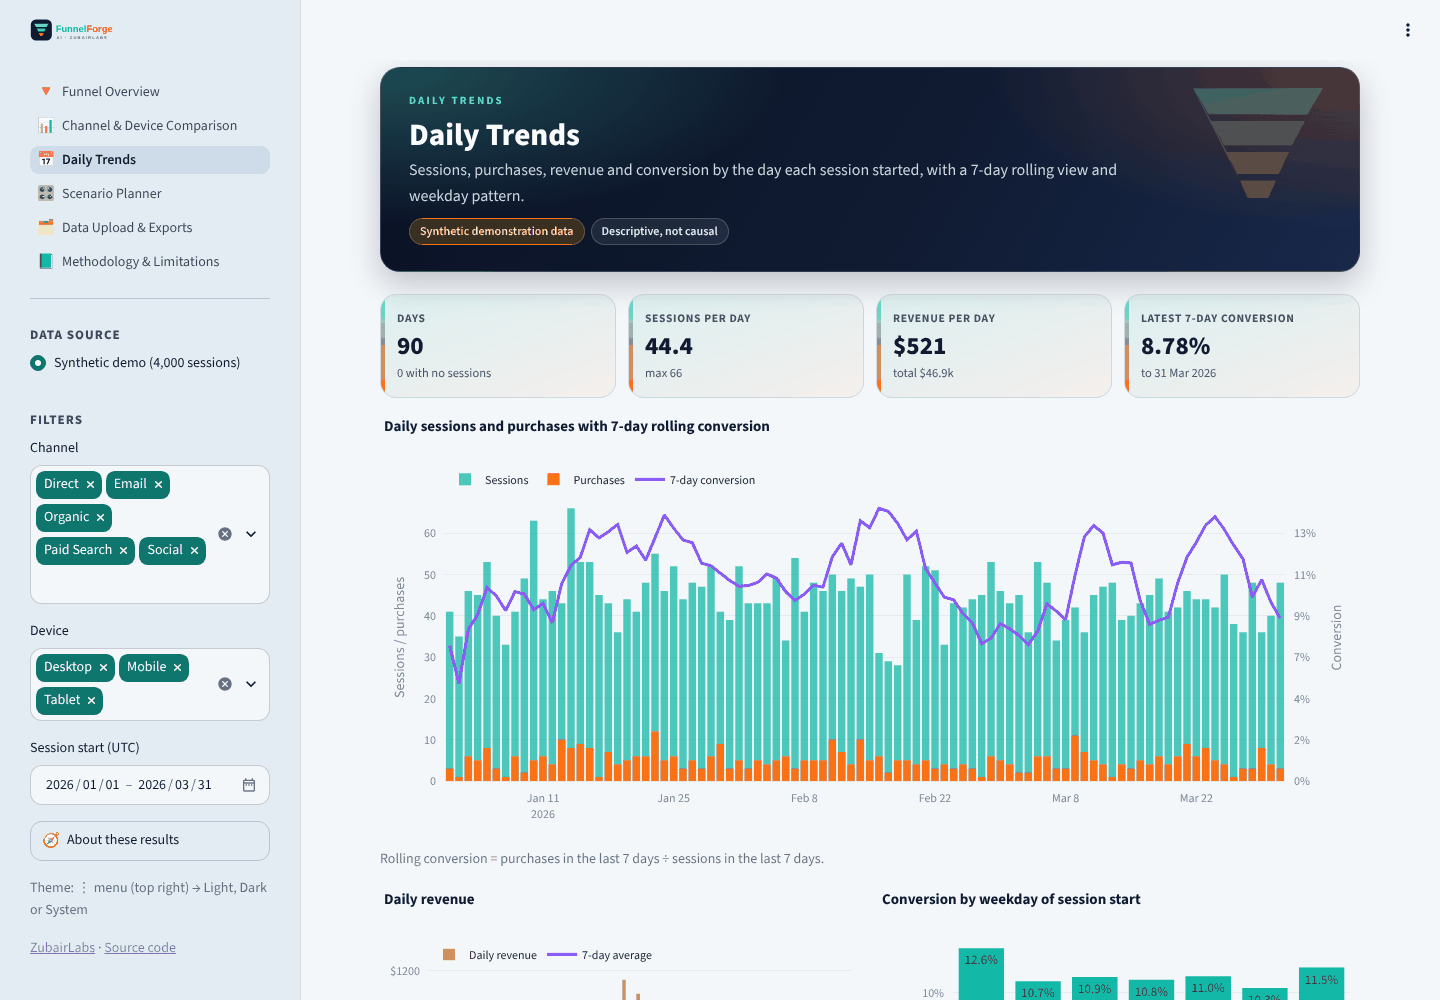 FunnelForge
AI · ZUBAIRLABS
Funnel Overview
Channel & Device Comparison
Daily Trends
Scenario Planner
Data Upload & Exports
Methodology & Limitations
DATA SOURCE
Synthetic demo (4,000 sessions)
FILTERS
Channel
Direct × Email ×
Organic ×
Paid Search × Social ×
Device
Desktop × Mobile ×
Tablet ×
Session start (UTC)
2026 / 01 / 01 – 2026 / 03 / 31
About these results
Theme: ⋮ menu (top right) → Light, Dark
or System
ZubairLabs · Source code
DAILY TRENDS
Daily Trends
Sessions, purchases, revenue and conversion by the day each session started, with a 7-day rolling view and
weekday pattern.
Synthetic demonstration data
Descriptive, not causal
DAYS
90
0 with no sessions
SESSIONS PER DAY
44.4
max 66
REVENUE PER DAY
$521
total $46.9k
LATEST 7-DAY CONVERSION
8.78%
to 31 Mar 2026
Daily sessions and purchases with 7-day rolling conversion
Sessions Purchases 7-day conversion
Sessions / purchases
60
50
40
30
20
10
0
13%
11%
9%
7%
4%
2%
0%
Conversion
Jan 11 Jan 25 Feb 8 Feb 22 Mar 8 Mar 22
2026
Rolling conversion = purchases in the last 7 days ÷ sessions in the last 7 days.
Daily revenue
Daily revenue 7-day average
$1200
Conversion by weekday of session start
10%
12.6%
10.7%
10.9%
10.8%
11.0%
10.3%
11.5%